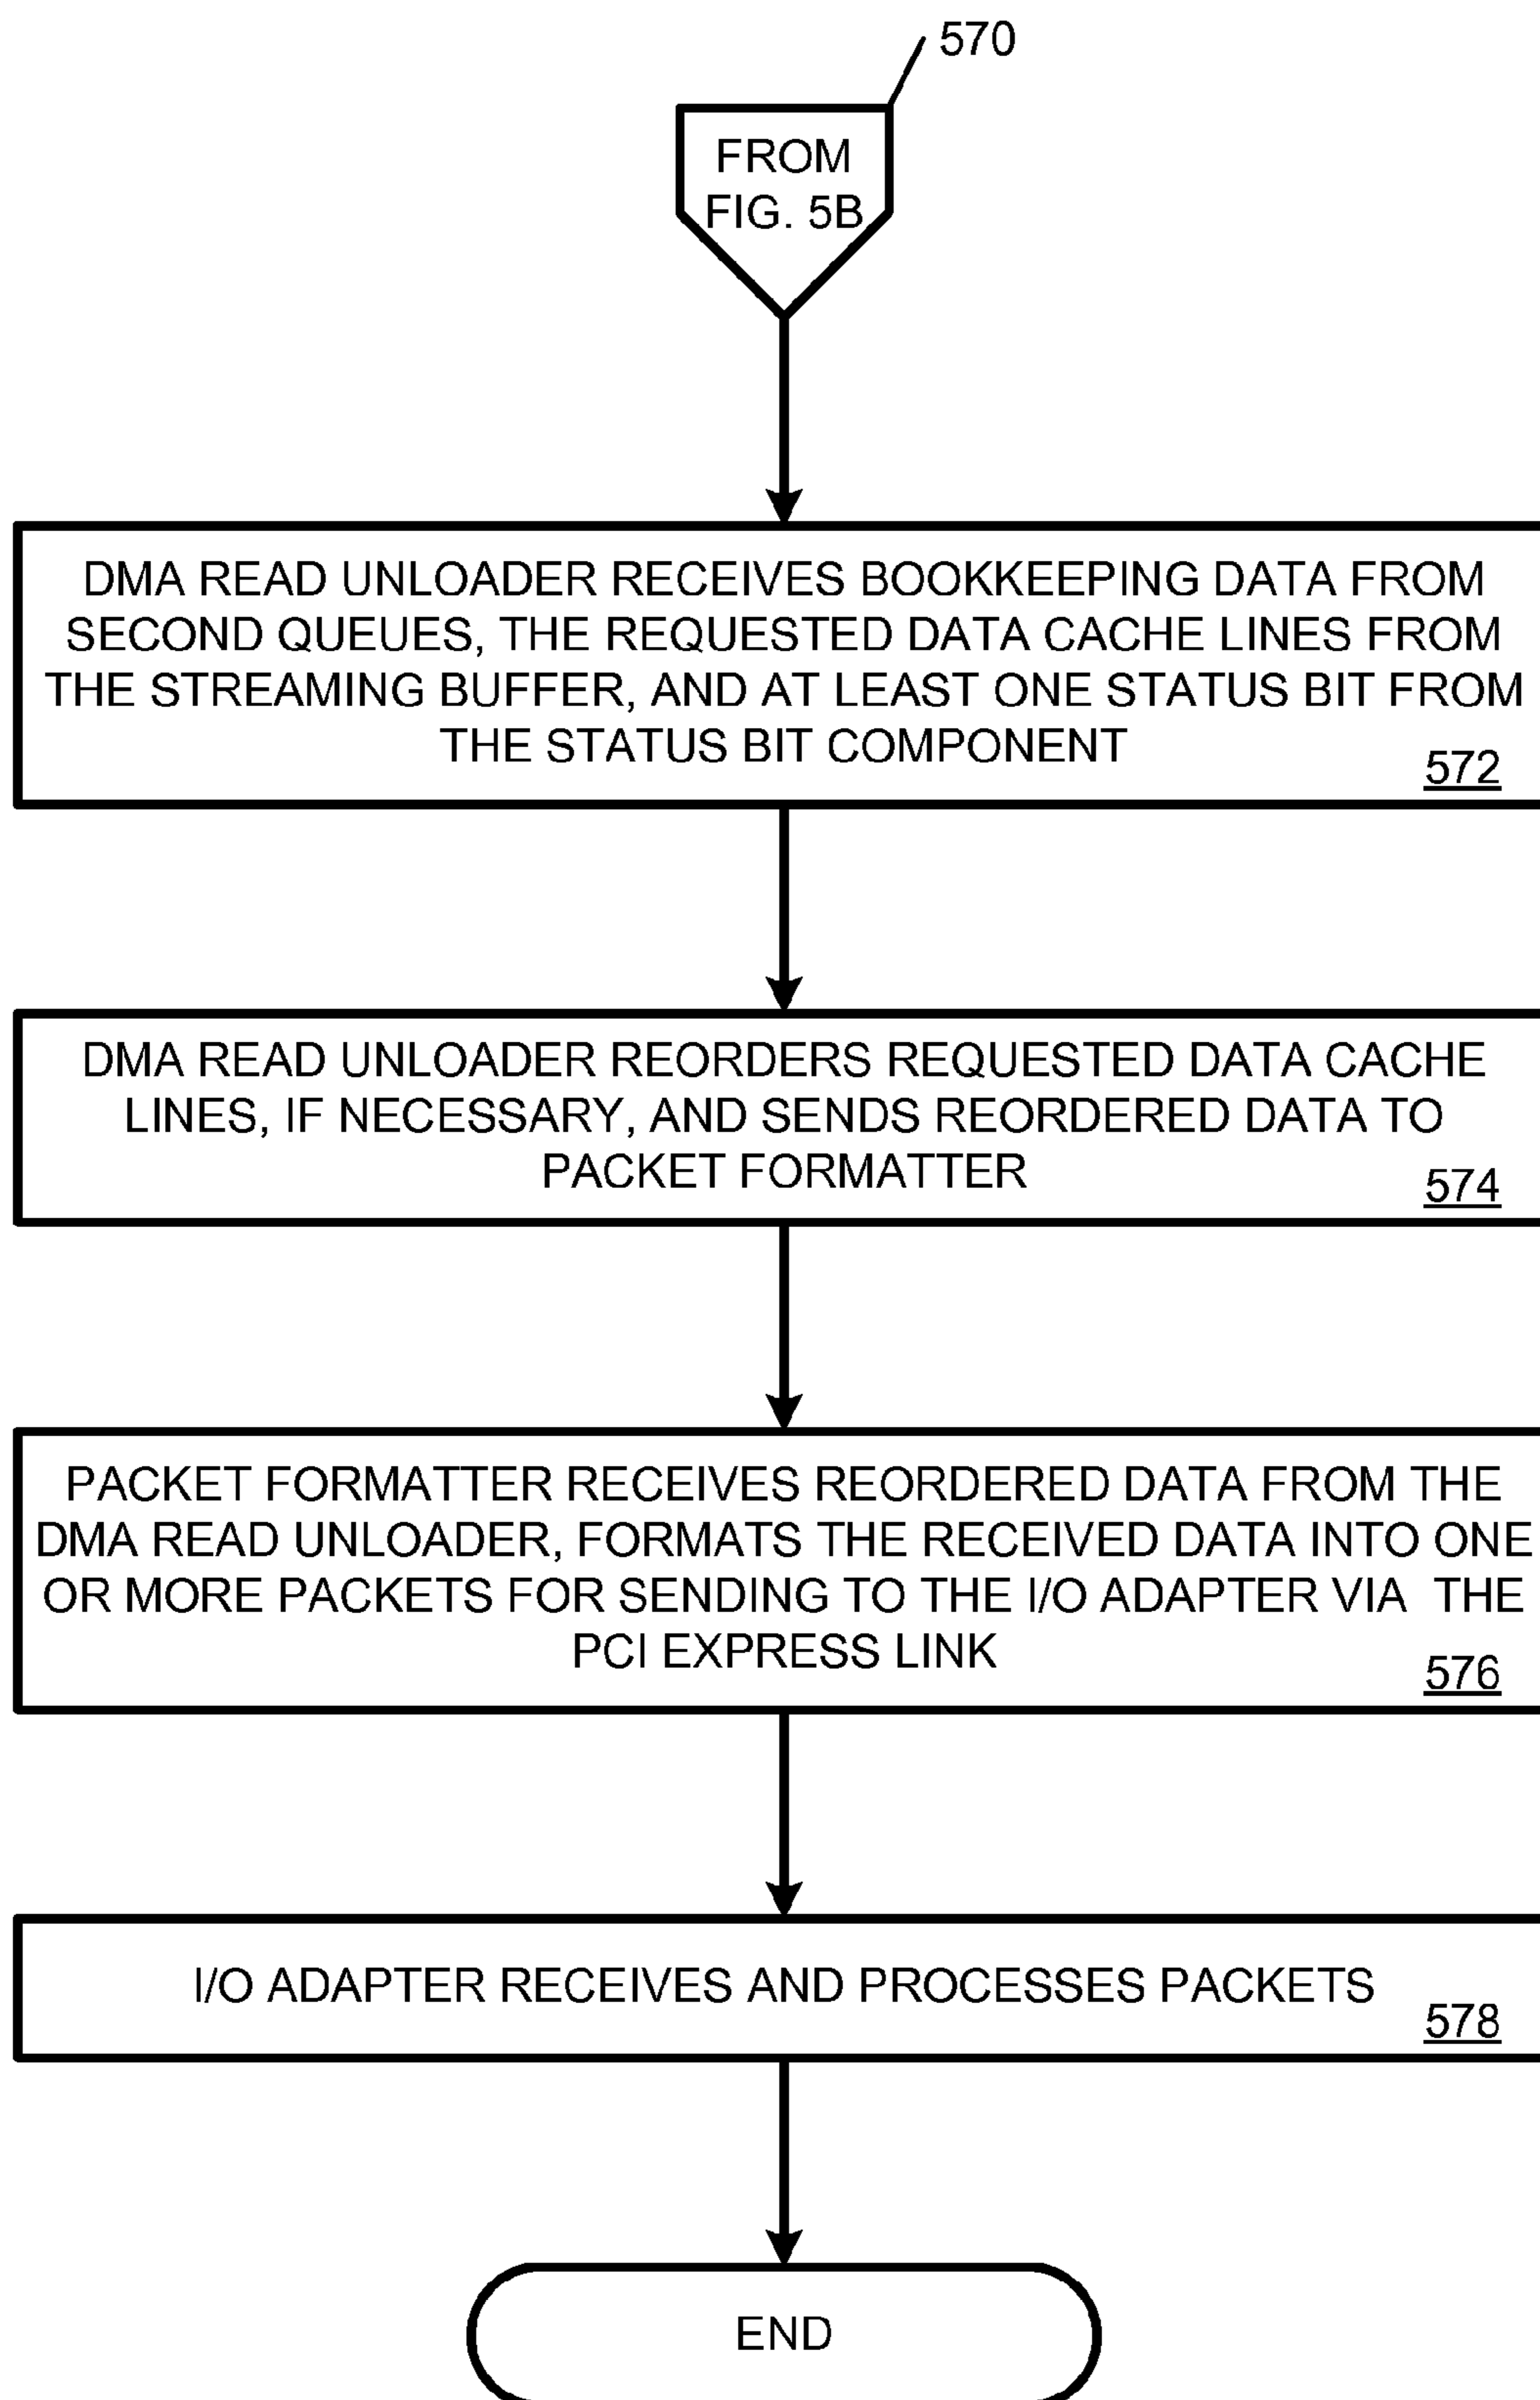 570
FROM
FIG. 5B
DMA READ UNLOADER RECEIVES BOOKKEEPING DATA FROM
SECOND QUEUES, THE REQUESTED DATA CACHE LINES FROM
THE STREAMING BUFFER, AND AT LEAST ONE STATUS BIT FROM
THE STATUS BIT COMPONENT
572
DMA READ UNLOADER REORDERS REQUESTED DATA CACHE
LINES, IF NECESSARY, AND SENDS REORDERED DATA TO
PACKET FORMATTER
574
PACKET FORMATTER RECEIVES REORDERED DATA FROM THE
DMA READ UNLOADER, FORMATS THE RECEIVED DATA INTO ONE
OR MORE PACKETS FOR SENDING TO THE I/O ADAPTER VIA THE
PCI EXPRESS LINK
576
I/O ADAPTER RECEIVES AND PROCESSES PACKETS
578
END